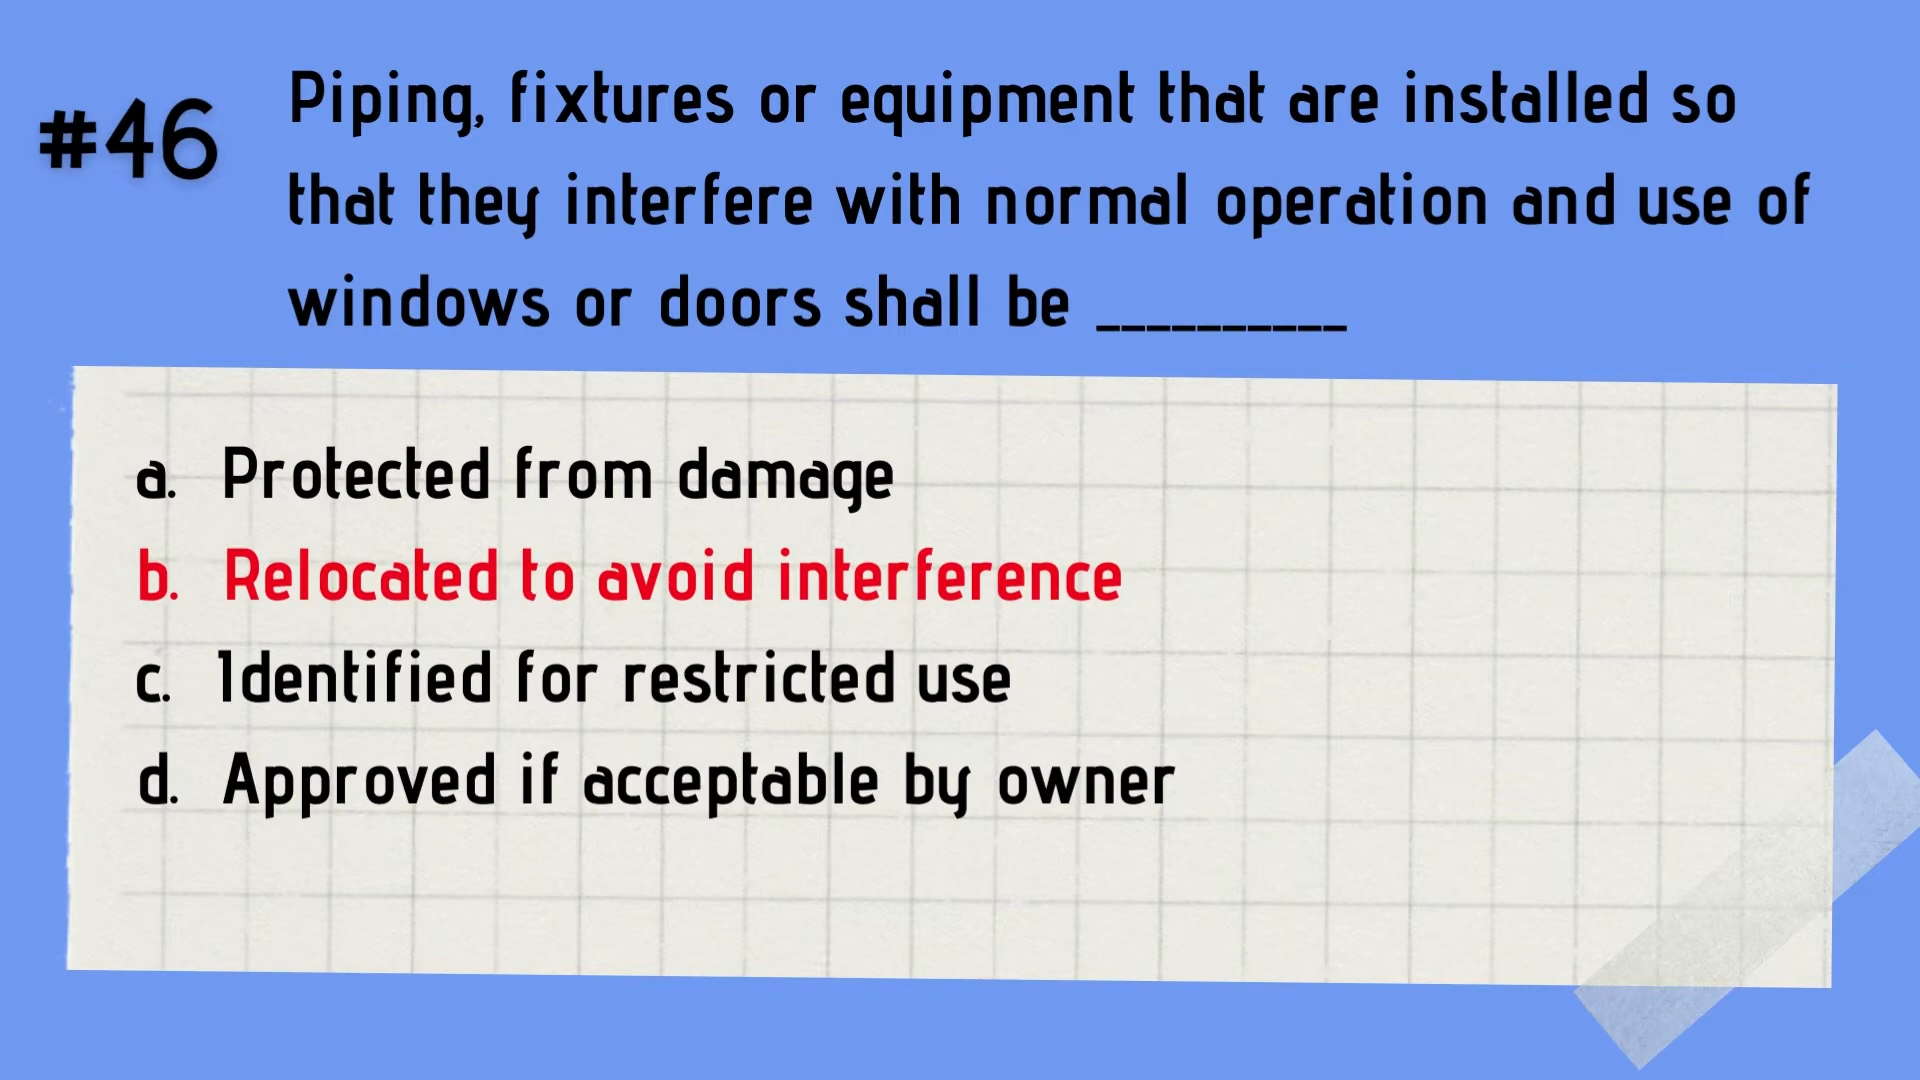 #46
Piping, fixtures or equipment that are installed so
that they interfere with normal operation and use of
windows or doors shall be __________
a. Protected from damage
b. Relocated to avoid interference
c. Identified for restricted use
d. Approved if acceptable by owner